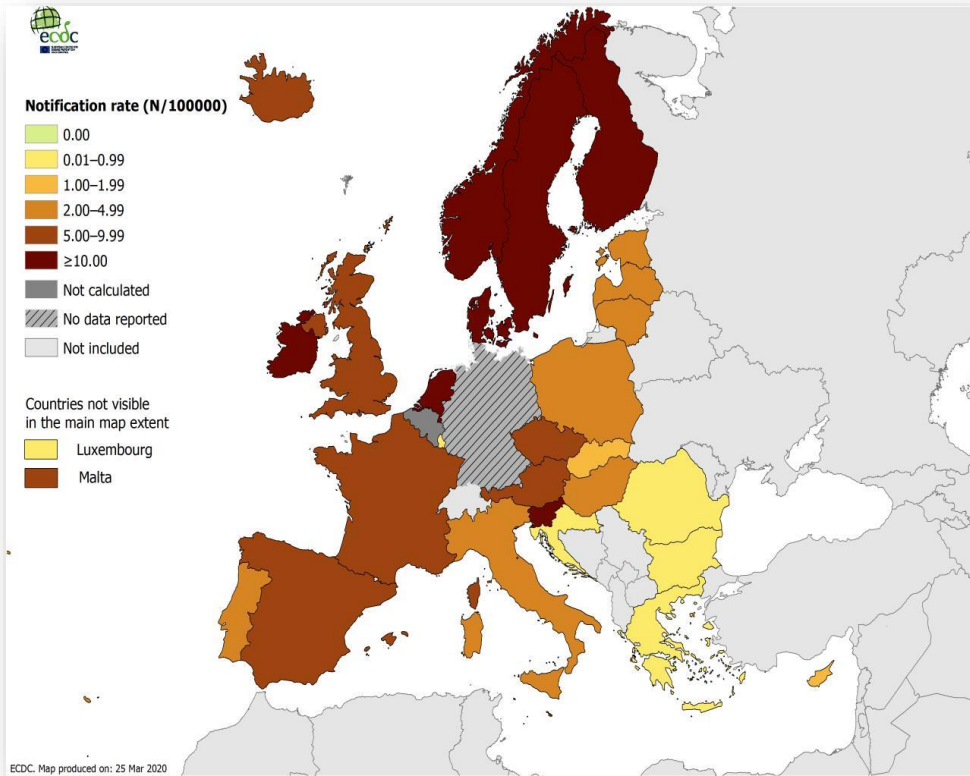 ecdc
Notification rate (N/100000)
0.00
0.01–0.99
1.00–1.99
2.00–4.99
5.00–9.99
≥10.00
Not calculated
No data reported
Not included
Countries not visible
in the main map extent
Luxembourg
Malta
ECDC. Map produced on: 25 Mar 2020